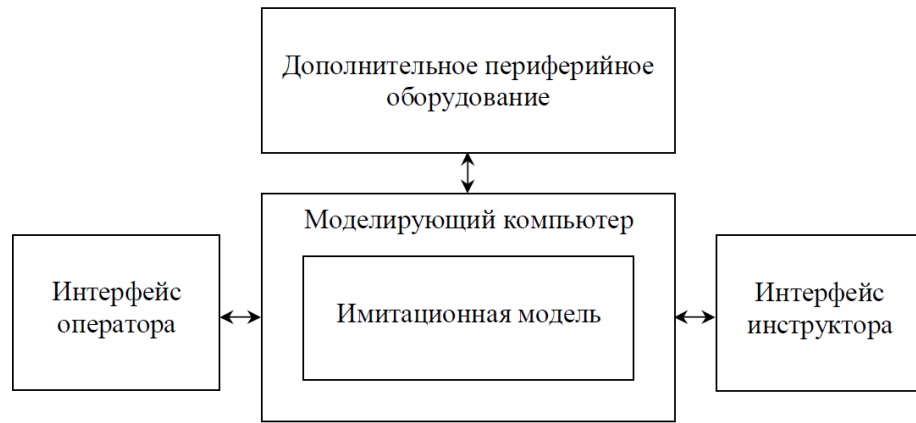 Дополнительное периферийное
оборудование
Моделирующий компьютер
Интерфейс
оператора
Имитационная модель
Интерфейс
инструктора